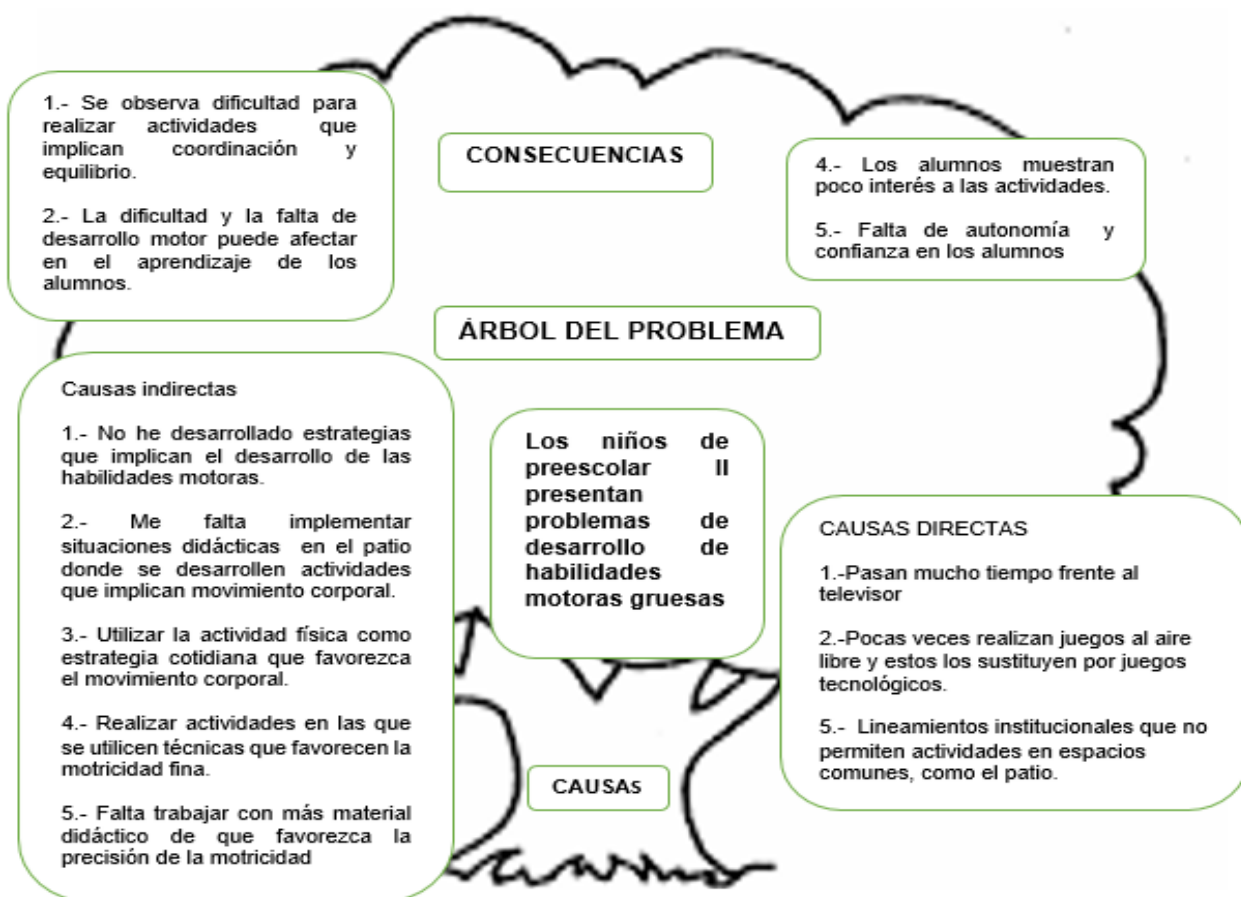 1.- Se observa dificultad para
realizar actividades que
implican coordinación y
equilibrio.
2.- La dificultad y la falta de
desarrollo motor puede afectar
en el aprendizaje de los
alumnos.
CONSECUENCIAS
4.- Los alumnos muestran
poco interés a las actividades.
5.- Falta de autonomía y
confianza en los alumnos
ÁRBOL DEL PROBLEMA
Causas indirectas
1.- No he desarrollado estrategias
que implican el desarrollo de las
habilidades motoras.
2.- Me falta implementar
situaciones didácticas en el patio
donde se desarrollen actividades
que implican movimiento corporal.
3.- Utilizar la actividad física como
estrategia cotidiana que favorezca
el movimiento corporal.
4.- Realizar actividades en las que
se utilicen técnicas que favorecen la
motricidad fina.
5.- Falta trabajar con más material
didáctico de que favorezca la
precisión de la motricidad
Los niños de
preescolar II
presentan
problemas de
desarrollo de
habilidades
motoras gruesas
CAUSAS DIRECTAS
1.-Pasan mucho tiempo frente al
televisor
2.-Pocas veces realizan juegos al aire
libre y estos los sustituyen por juegos
tecnológicos.
5.- Lineamientos institucionales que no
permiten actividades en espacios
comunes, como el patio.
CAUSAs